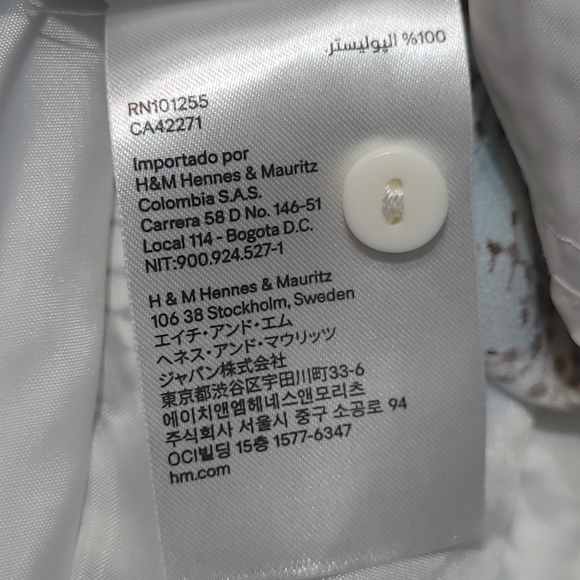 %100 البوليستر.
RN101255
CA42271
Importado por
H&M Hennes & Mauritz
Colombia S.A.S.
Carrera 58 D No. 146-51
Local 114 - Bogota D.C.
NIT:900.924.527-1
H & M Hennes & Mauritz
106 38 Stockholm, Sweden
エイチ・アンド・エム
ヘネス・アンド・マウリッツ
ジャパン株式会社
東京都渋谷区宇田川町33-6
에이치앤엠헤네스앤모리츠
주식회사 서울시 중구 소공로 94
OCI빌딩 15층 1577-6347
hm.com